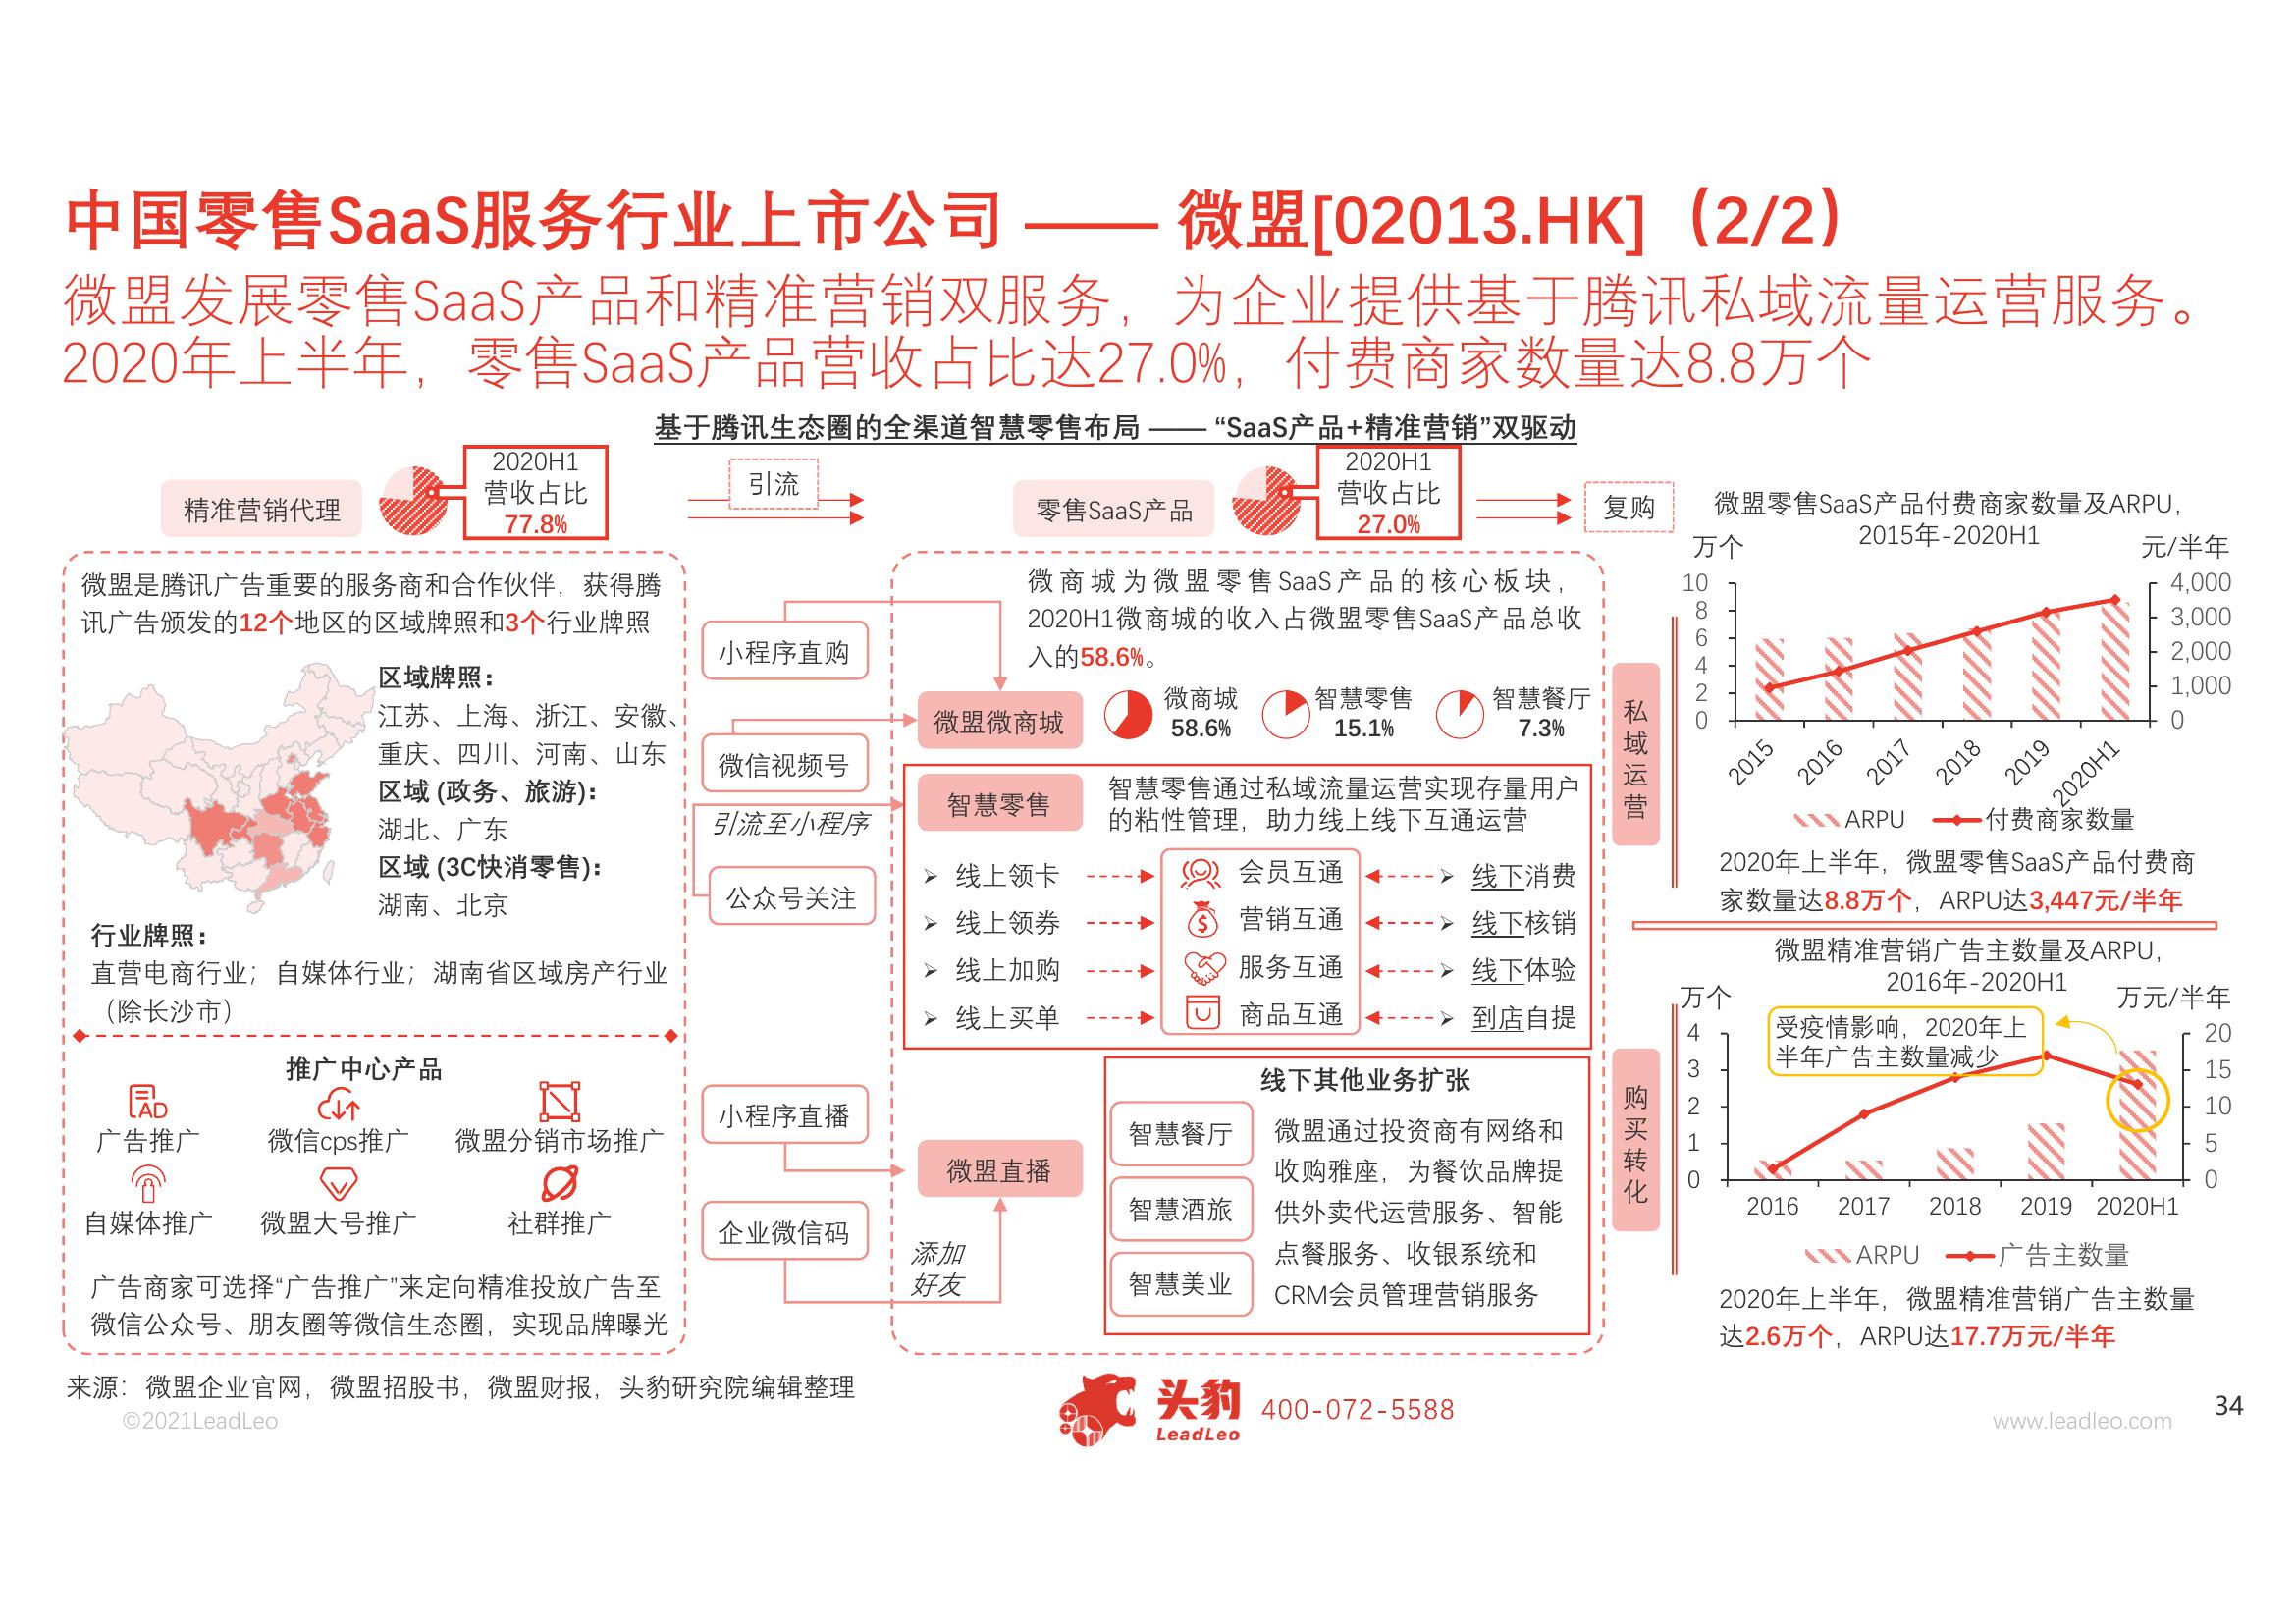 中国零售SaaS服务行业上市公司 —— 微盟[02013.HK]（2/2）
微盟发展零售SaaS产品和精准营销双服务，为企业提供基于腾讯私域流量运营服务。
2020年上半年，零售SaaS产品营收占比达27.0%，付费商家数量达8.8万个
基于腾讯生态圈的全渠道智慧零售布局 —— “SaaS产品+精准营销”双驱动
精准营销代理
2020H1
营收占比
77.8%
引流
零售SaaS产品
2020H1
营收占比
27.0%
复购
微盟是腾讯广告重要的服务商和合作伙伴，获得腾
讯广告颁发的12个地区的区域牌照和3个行业牌照
区域牌照：
江苏、上海、浙江、安徽、
重庆、四川、河南、山东
区域 (政务、旅游)：
湖北、广东
区域 (3C快消零售)：
湖南、北京
行业牌照：
直营电商行业；自媒体行业；湖南省区域房产行业
（除长沙市）
推广中心产品
AD
广告推广
微信cps推广
微盟分销市场推广
自媒体推广
微盟大号推广
社群推广
广告商家可选择“广告推广”来定向精准投放广告至
微信公众号、朋友圈等微信生态圈，实现品牌曝光
小程序直购
微信视频号
引流至小程序
公众号关注
小程序直播
企业微信码
添加
好友
微商城为微盟零售SaaS产品的核心板块，
2020H1微商城的收入占微盟零售SaaS产品总收
入的58.6%。
微盟微商城
微商城
58.6%
智慧零售
15.1%
智慧餐厅
7.3%
智慧零售
智慧零售通过私域流量运营实现存量用户
的粘性管理，助力线上线下互通运营
➢ 线上领卡
会员互通
➢ 线下消费
➢ 线上领券
$
营销互通
➢ 线下核销
➢ 线上加购
服务互通
➢ 线下体验
➢ 线上买单
商品互通
➢ 到店自提
微盟直播
线下其他业务扩张
智慧餐厅
智慧酒旅
智慧美业
微盟通过投资商有网络和
收购雅座，为餐饮品牌提
供外卖代运营服务、智能
点餐服务、收银系统和
CRM会员管理营销服务
私域运营
购买转化
微盟零售SaaS产品付费商家数量及ARPU，
2015年-2020H1
万个
元/半年
10
8
6
4
2
0
4,000
3,000
2,000
1,000
0
2015
2016
2017
2018
2019
2020H1
ARPU
付费商家数量
2020年上半年，微盟零售SaaS产品付费商
家数量达8.8万个，ARPU达3,447元/半年
微盟精准营销广告主数量及ARPU，
2016年-2020H1
万个
万元/半年
受疫情影响，2020年上
半年广告主数量减少
4
3
2
1
0
20
15
10
5
0
2016
2017
2018
2019
2020H1
ARPU
广告主数量
2020年上半年，微盟精准营销广告主数量
达2.6万个，ARPU达17.7万元/半年
来源：微盟企业官网，微盟招股书，微盟财报，头豹研究院编辑整理
©2021LeadLeo
头豹
LeadLeo
400-072-5588
www.leadleo.com
34